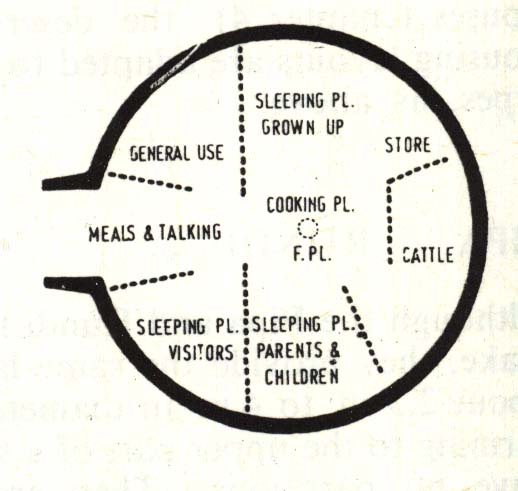 SLEEPING PL.
GROWN UP
GENERAL USE
STORE
COOKING PL.
MEALS & TALKING
F. PL.
CATTLE
SLEEPING PL.
VISITORS
SLEEPING PL.
PARENTS &
CHILDREN